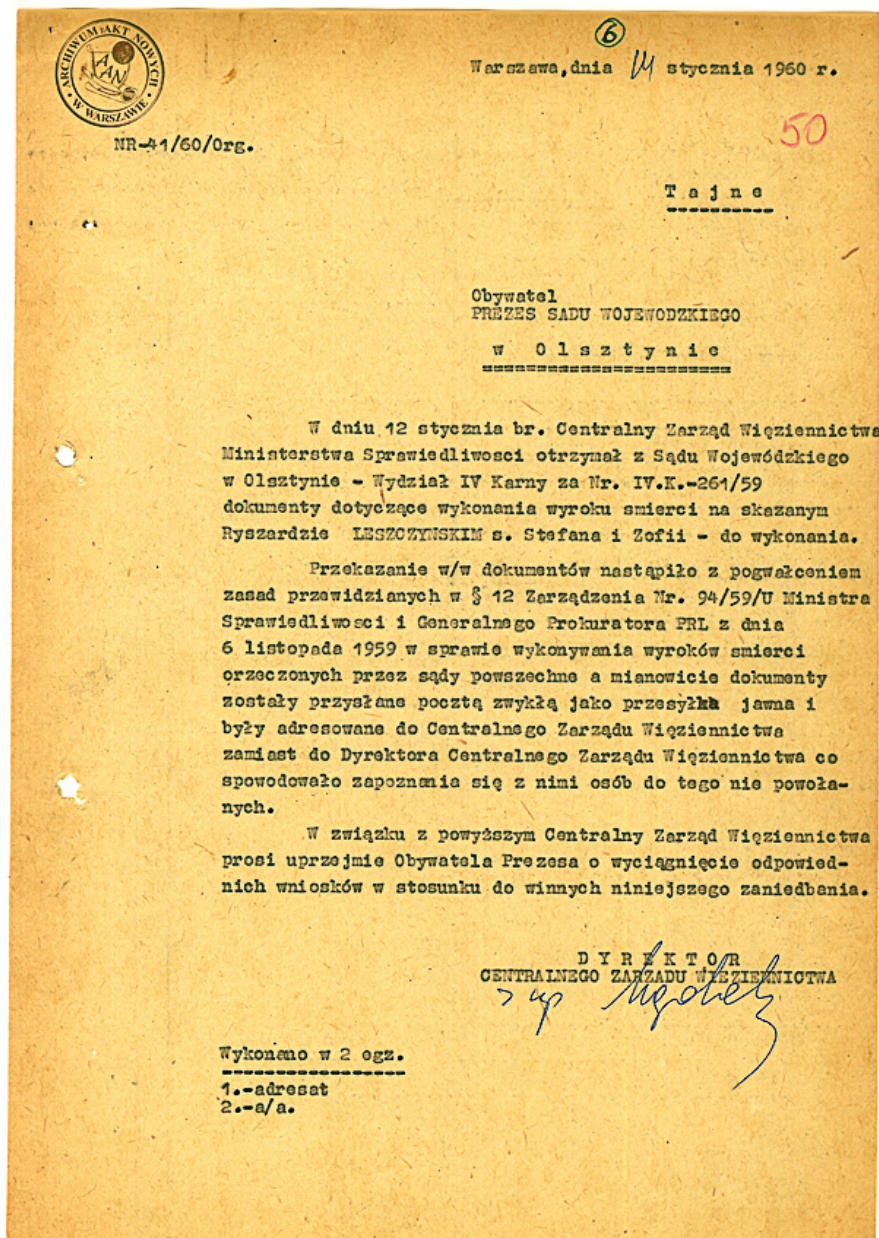 6
ARCHIWUM AKT NOWYCH
AAN
W WARSZAWIE
Warszawa, dnia 14 stycznia 1960 r.
NR-41/60/Org.
50
T a j n e
Obywatel
PREZES SADU WOJEWODZKIEGO
w O l s z t y n i e
W dniu 12 stycznia br. Centralny Zarząd Więziennictwa
Ministerstwa Sprawiedliwosci otrzymał z Sądu Wojewódzkiego
w Olsztynie - Wydział IV Karny za Nr. IV.K.-261/59
dokumenty dotyczące wykonania wyroku smierci na skazanym
Ryszardzie LESZCZYNSKIM s. Stefana i Zofii - do wykonania.
Przekazanie w/w dokumentów nastąpiło z pogwałceniem
zasad przewidzianych w § 12 Zarządzenia Nr. 94/59/U Ministra
Sprawiedliwosci i Generalnego Prokuratora PRL z dnia
6 listopada 1959 w sprawie wykonywania wyroków smierci
orzeczonych przez sądy powszechne a mianowicie dokumenty
zostały przysłane pocztą zwykłą jako przesyłka jawna i
były adresowane do Centralnego Zarządu Więziennictwa
zamiast do Dyrektora Centralnego Zarządu Więziennictwa co
spowodowało zapoznania się z nimi osób do tego nie powoła-
nych.
W związku z powyższym Centralny Zarząd Więziennictwa
prosi uprzejmie Obywatela Prezesa o wyciągnięcie odpowied-
nich wniosków w stosunku do winnych niniejszego zaniedbania.
D Y R E K T O R
CENTRALNEGO ZARZADU WIEZIENNICTWA
Wykonano w 2 egz.
1.-adresat
2.-a/a.